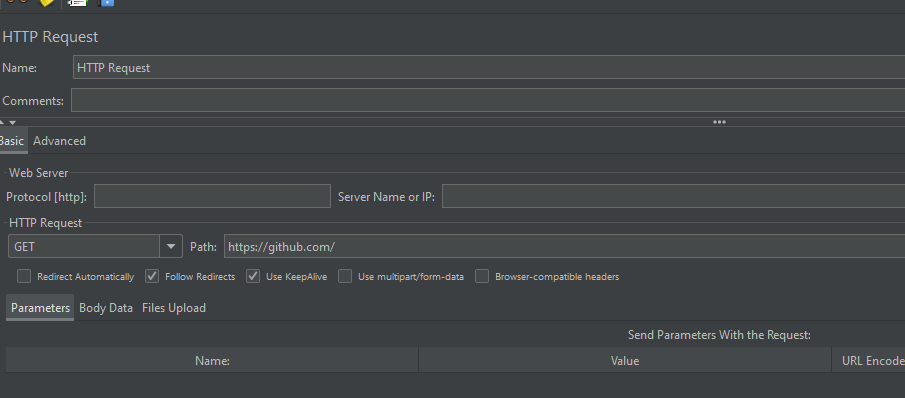 HTTP Request
Name: HTTP Request
Comments:
Basic Advanced
Web Server
Protocol [http]: Server Name or IP:
HTTP Request
GET Path: https://github.com/
Redirect Automatically Follow Redirects Use KeepAlive Use multipart/form-data Browser-compatible headers
Parameters Body Data Files Upload
Send Parameters With the Request:
Name: Value URL Encode